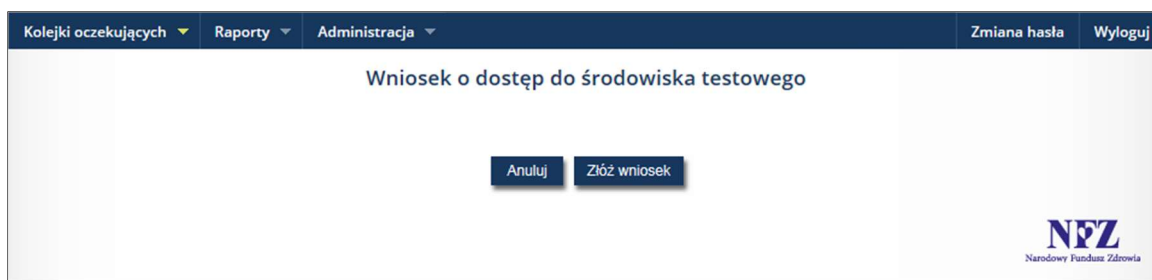 Kolejki oczekujących Raporty Administracja Zmiana hasła Wyloguj
Wniosek o dostęp do środowiska testowego
Anuluj Złóż wniosek
NFZ
Narodowy Fundusz Zdrowia